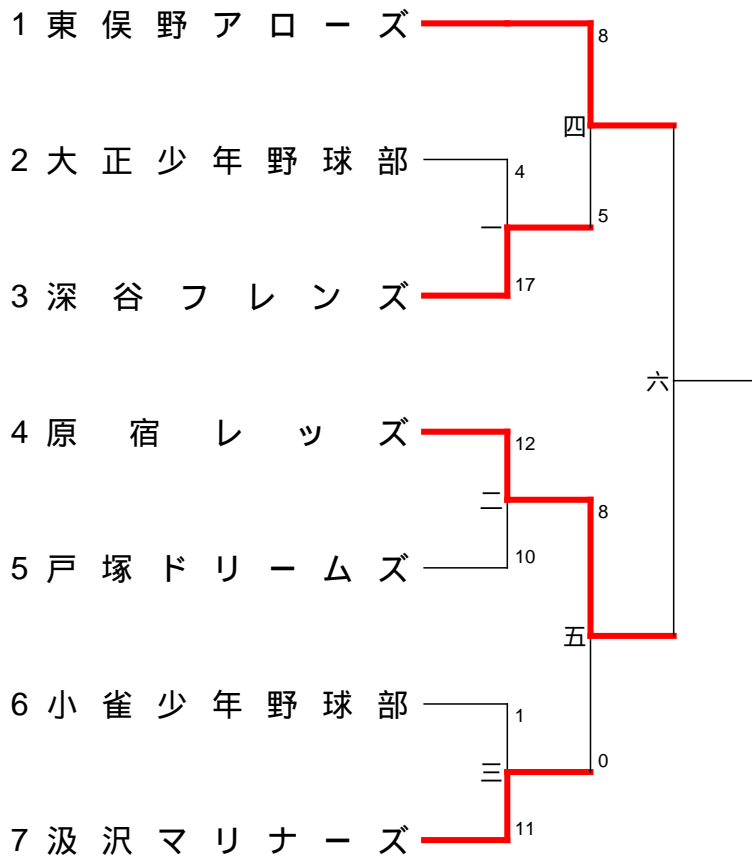 1 東俣野アローズ
8
四
2 大正少年野球部
4
5
一
3 深谷フレンズ
17
六
4 原宿レッズ
12
二
8
5 戸塚ドリームズ
10
五
6 小雀少年野球部
1
0
三
7 汲沢マリナーズ
11